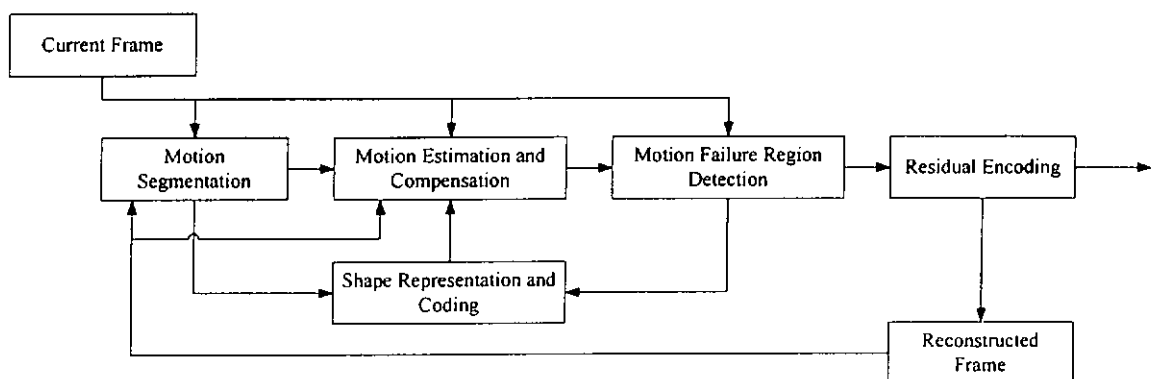 Current Frame
Motion
Segmentation
Motion Estimation and
Compensation
Motion Failure Region
Detection
Residual Encoding
Shape Representation and
Coding
Reconstructed
Frame